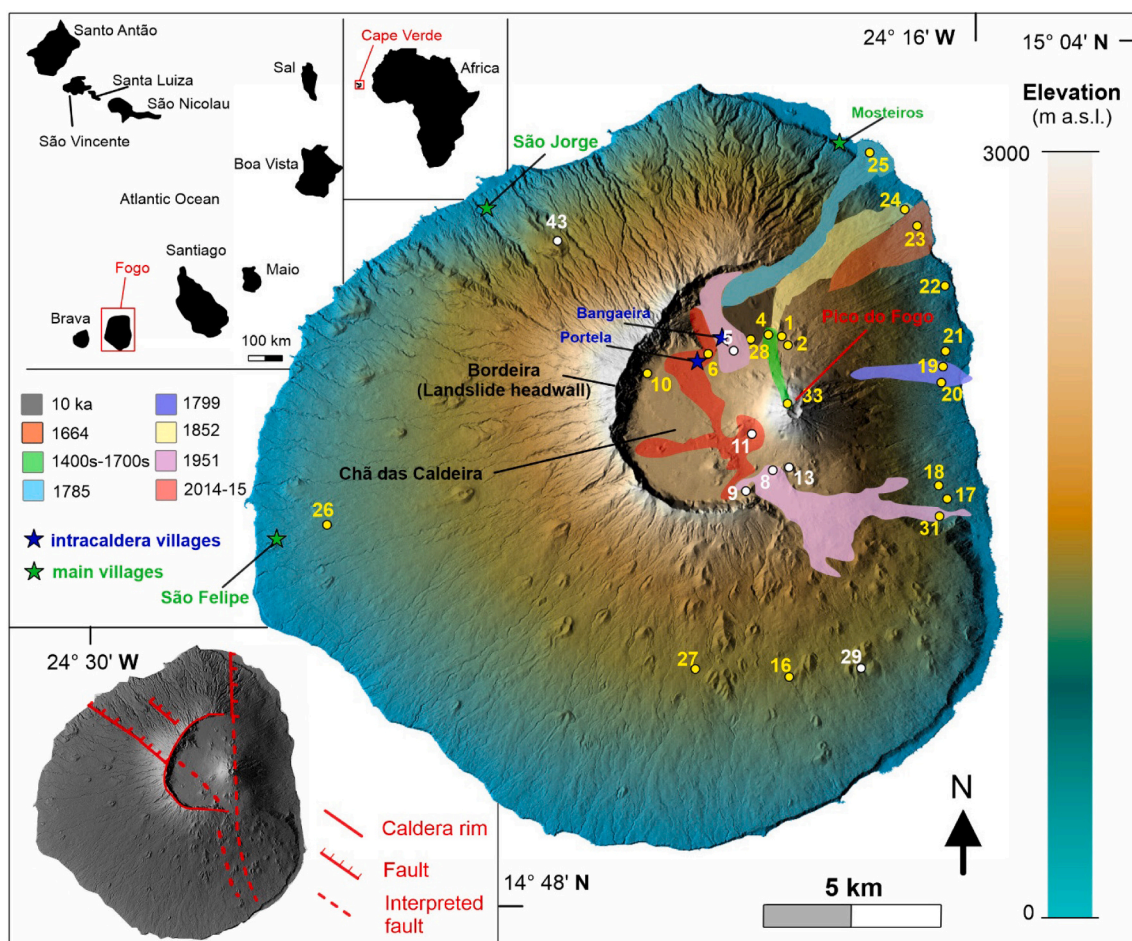 Santo Antão
Santa Luiza
São Nicolau
São Vincente
Sal
Boa Vista
Atlantic Ocean
Santiago
Maio
Fogo
Brava
100 km
Cape Verde
Africa
24° 16' W
15° 04' N
Elevation
(m a.s.l.)
3000
0
10 ka
1664
1400s-1700s
1785
1799
1852
1951
2014-15
intracaldera villages
main villages
São Jorge
Mosteiros
25
24
23
43
22
Bangaeira
Portela
5
4
1
2
28
6
Pico do Fogo
21
19
20
10
Bordeira
(Landslide headwall)
33
11
Chã das Caldeira
9
8
13
18
17
31
26
São Felipe
27
16
29
24° 30' W
Caldera rim
Fault
Interpreted
fault
14° 48' N
5 km
N